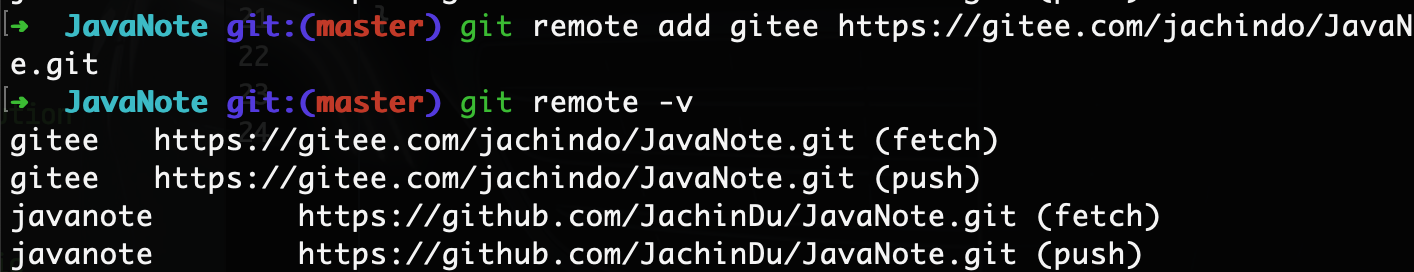 ➜  JavaNote git:(master) git remote add gitee https://gitee.com/jachindo/JavaN
e.git
➜  JavaNote git:(master) git remote -v
gitee   https://gitee.com/jachindo/JavaNote.git (fetch)
gitee   https://gitee.com/jachindo/JavaNote.git (push)
javanote        https://github.com/JachinDu/JavaNote.git (fetch)
javanote        https://github.com/JachinDu/JavaNote.git (push)